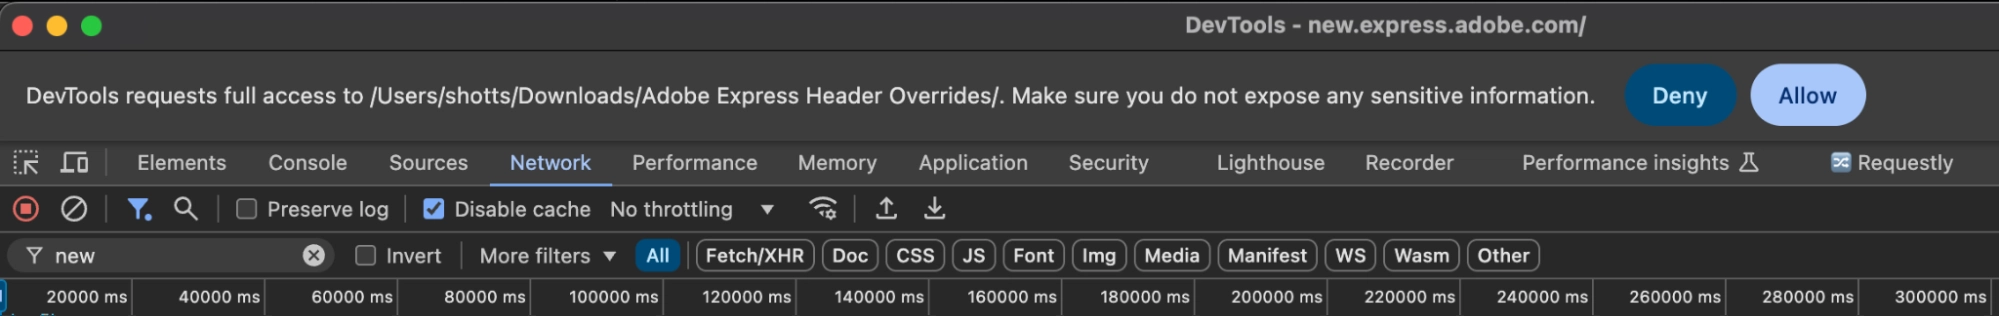 DevTools - new.express.adobe.com/
DevTools requests full access to /Users/shotts/Downloads/Adobe Express Header Overrides/. Make sure you do not expose any sensitive information. Deny Allow
Elements Console Sources Network Performance Memory Application Security Lighthouse Recorder Performance insights Requestly
Preserve log Disable cache No throttling
new Invert More filters All Fetch/XHR Doc CSS JS Font Img Media Manifest WS Wasm Other
20000 ms 40000 ms 60000 ms 80000 ms 100000 ms 120000 ms 140000 ms 160000 ms 180000 ms 200000 ms 220000 ms 240000 ms 260000 ms 280000 ms 300000 ms